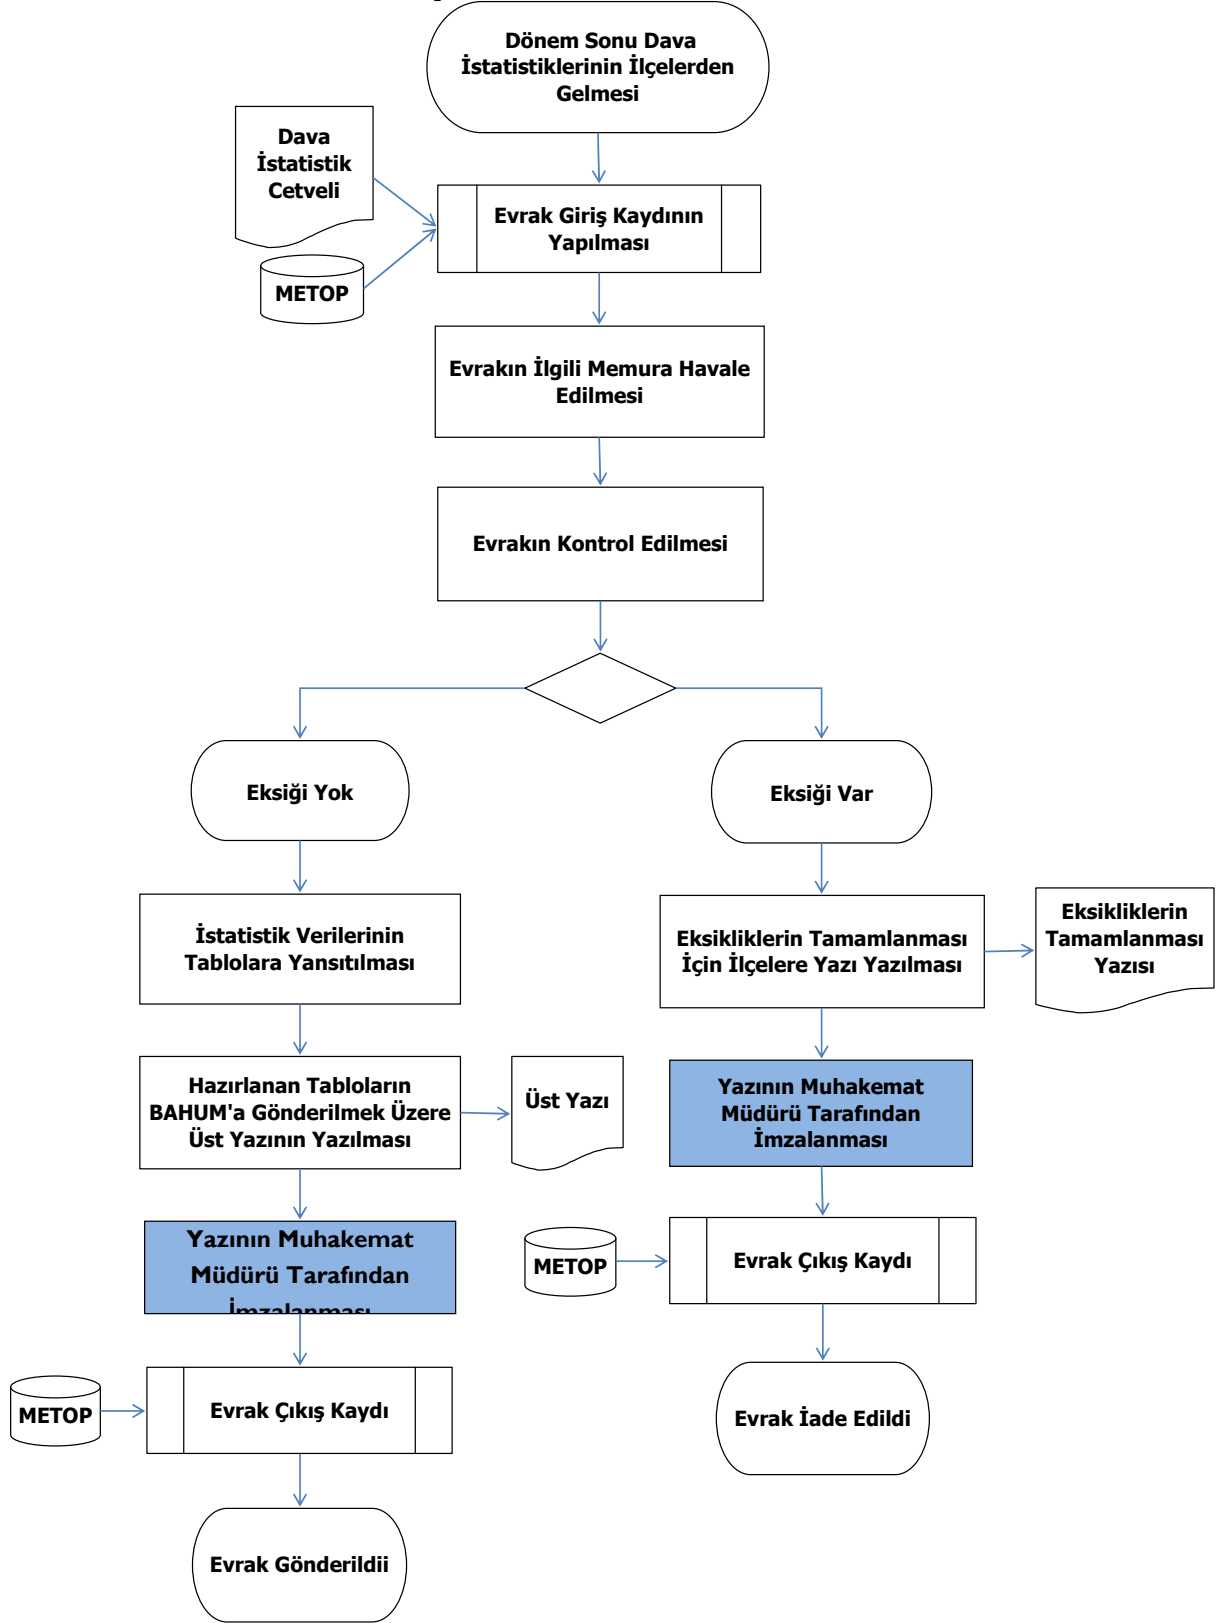 Dönem Sonu Dava
İstatistiklerinin İlçelerden
Gelmesi
Dava
İstatistik
Cetveli
METOP
Evrak Giriş Kaydının
Yapılması
Evrakın İlgili Memura Havale
Edilmesi
Evrakın Kontrol Edilmesi
Eksiği Yok
Eksiği Var
İstatistik Verilerinin
Tablolara Yansıtılması
Eksikliklerin Tamamlanması
İçin İlçelere Yazı Yazılması
Eksikliklerin
Tamamlanması
Yazısı
Hazırlanan Tabloların
BAHUM'a Gönderilmek Üzere
Üst Yazının Yazılması
Üst Yazı
Yazının Muhakemat
Müdürü Tarafından
İmzalanması
Yazının Muhakemat
Müdürü Tarafından
İmzalanması
METOP
Evrak Çıkış Kaydı
METOP
Evrak Çıkış Kaydı
Evrak İade Edildi
Evrak Gönderildii